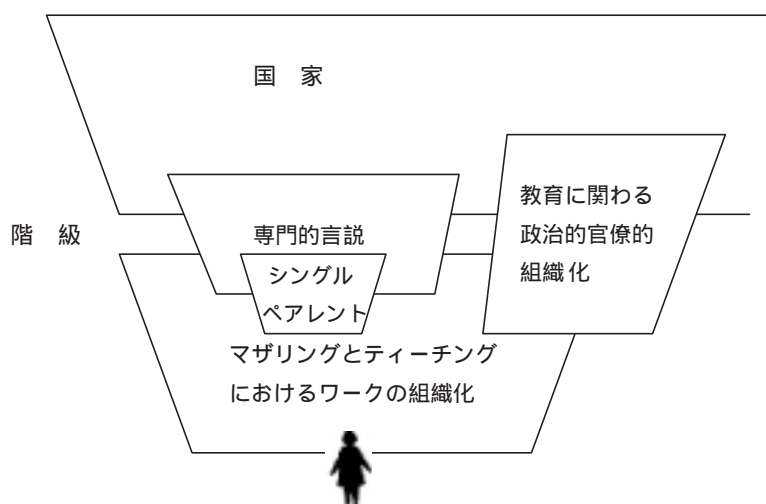 国　家
教育に関わる
政治的官僚的
組織化
階　級
専門的言説
シングル
ペアレント
マザリングとティーチング
におけるワークの組織化